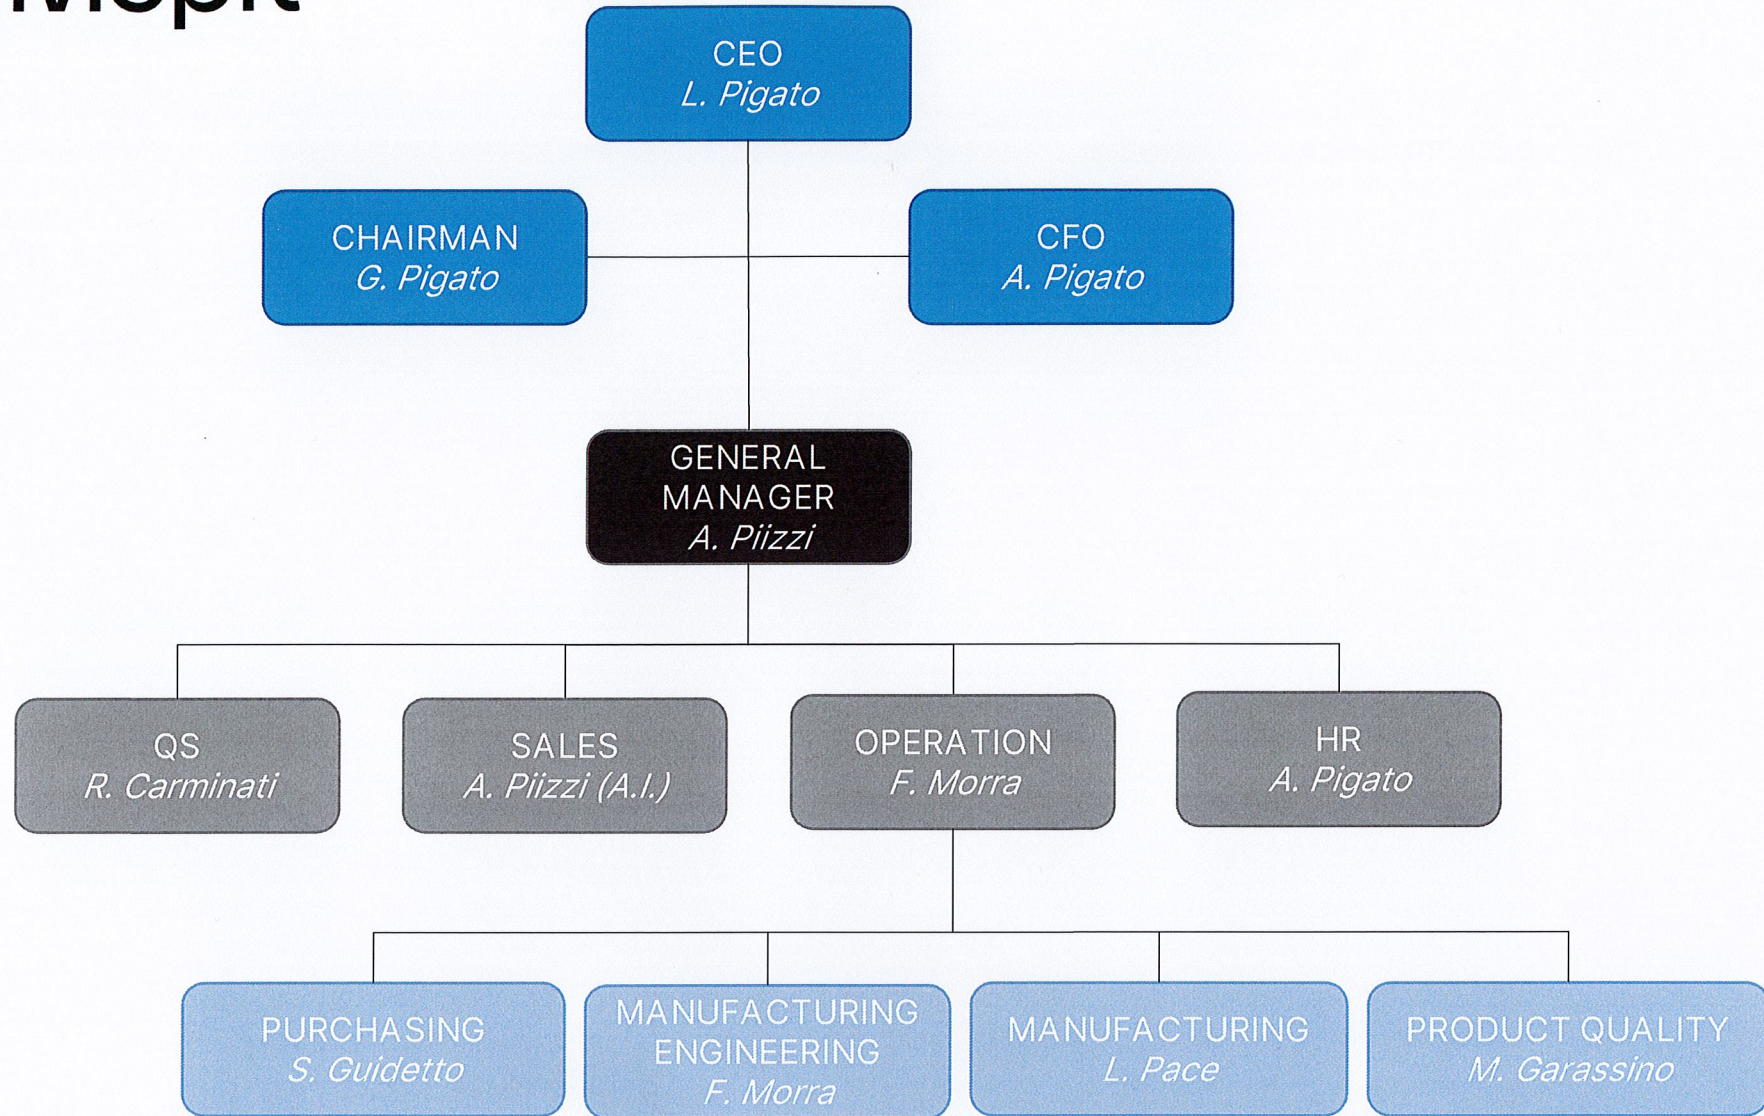 CEO
L. Pigato
CHAIRMAN
G. Pigato
CFO
A. Pigato
GENERAL
MANAGER
A. Piizzi
QS
R. Carminati
SALES
A. Piizzi (A.I.)
OPERATION
F. Morra
HR
A. Pigato
PURCHASING
S. Guidetto
MANUFACTURING
ENGINEERING
F. Morra
MANUFACTURING
L. Pace
PRODUCT QUALITY
M. Garassino